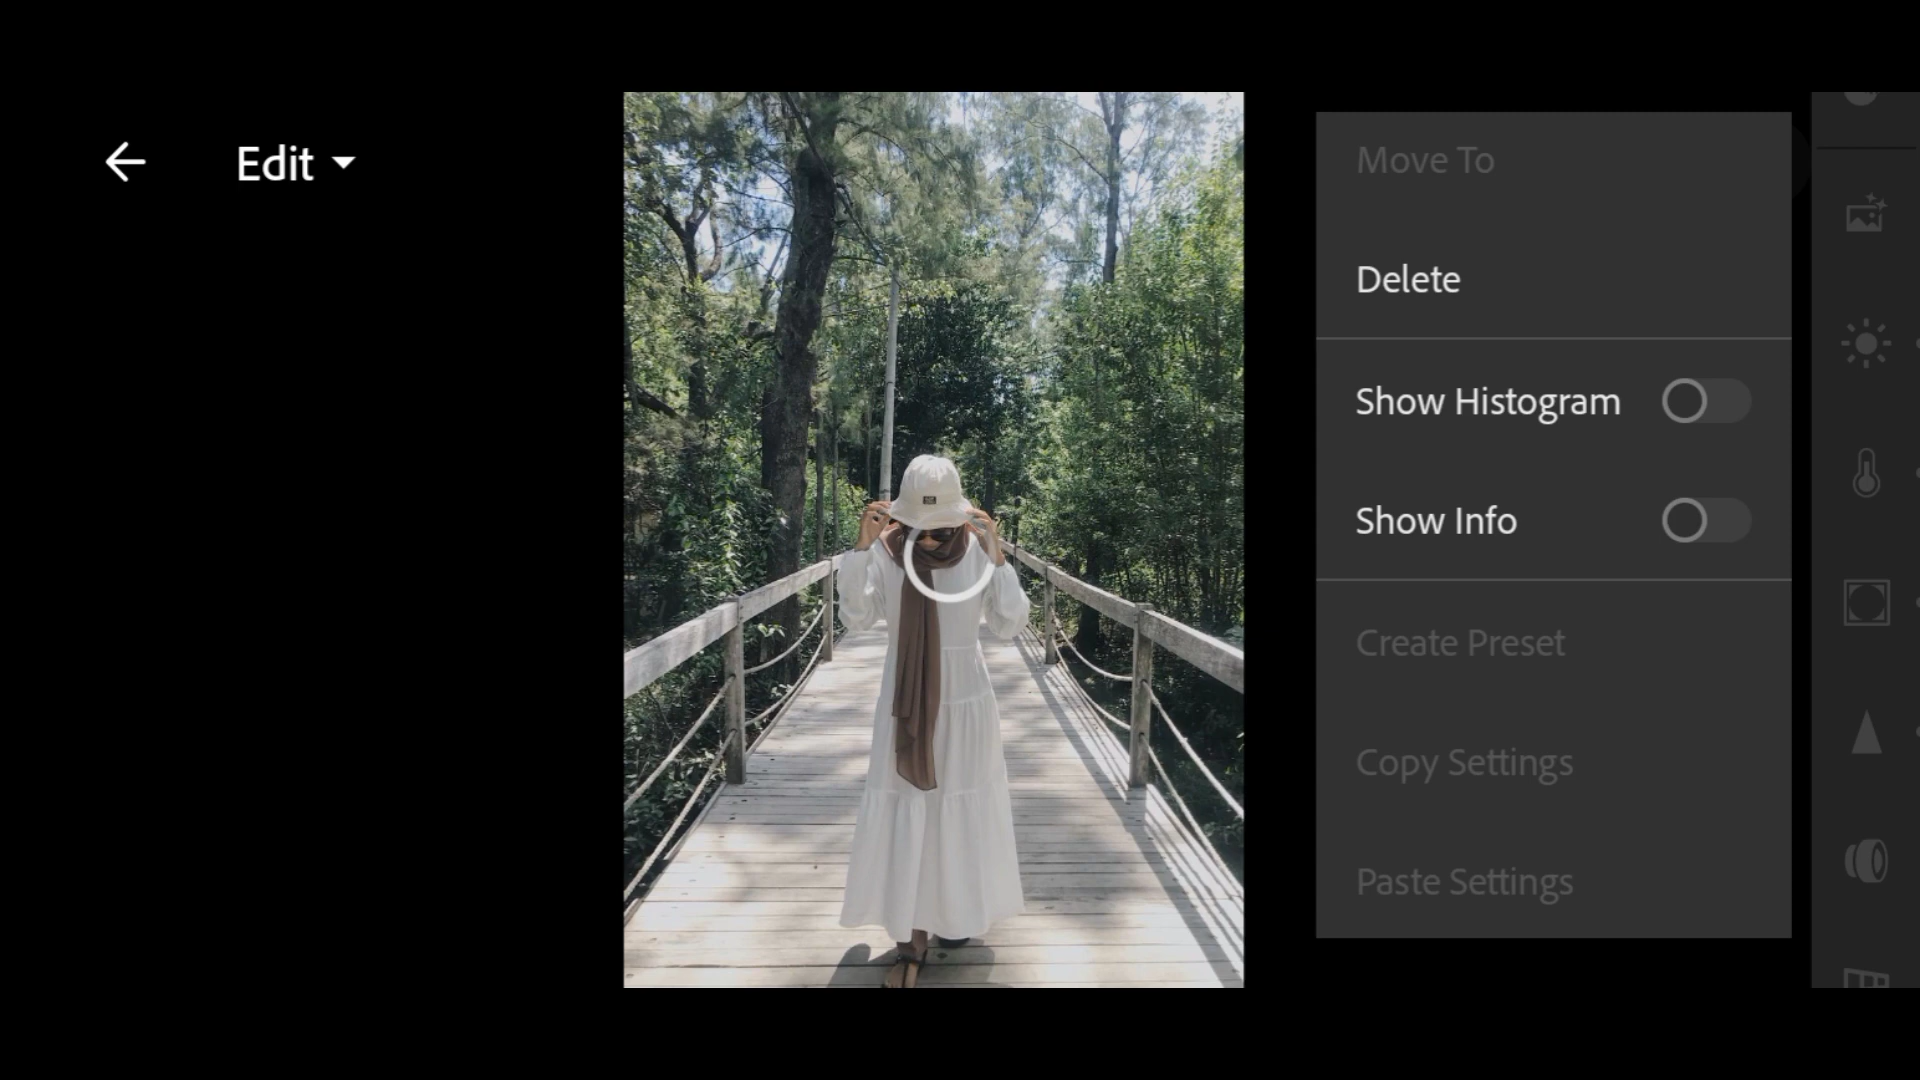 Edit
Move To
Delete
Show Histogram
Show Info
Create Preset
Copy Settings
Paste Settings